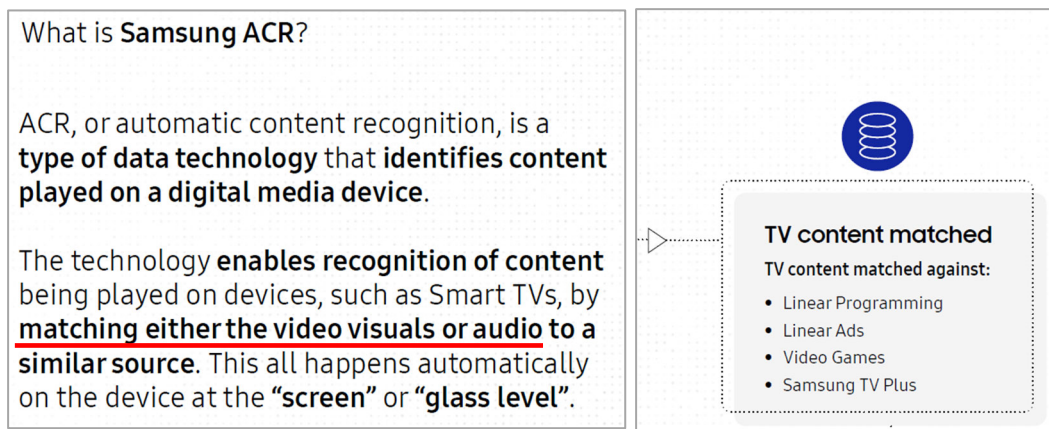 What is Samsung ACR?
ACR, or automatic content recognition, is a
type of data technology that identifies content
played on a digital media device.
The technology enables recognition of content
being played on devices, such as Smart TVs, by
matching either the video visuals or audio to a
similar source. This all happens automatically
on the device at the “screen” or “glass level”.
TV content matched
TV content matched against:
• Linear Programming
• Linear Ads
• Video Games
• Samsung TV Plus